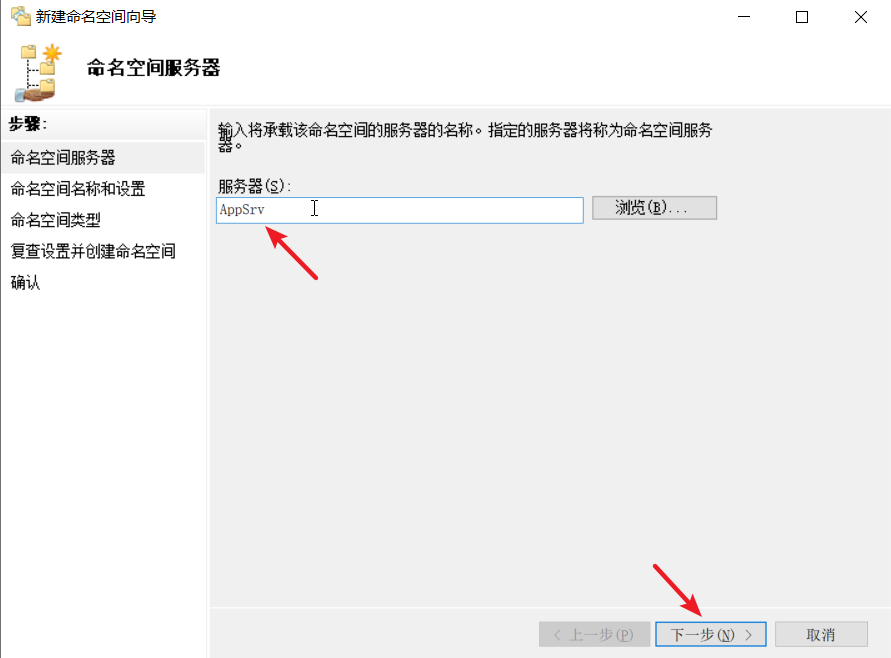 新建命名空间向导
命名空间服务器
步骤:
命名空间服务器
命名空间名称和设置
命名空间类型
复查设置并创建命名空间
确认
输入将承载该命名空间的服务器的名称。指定的服务器将称为命名空间服务
器。
服务器(S):
AppSrv
浏览(B)...
< 上一步(P)
下一步(N) >
取消